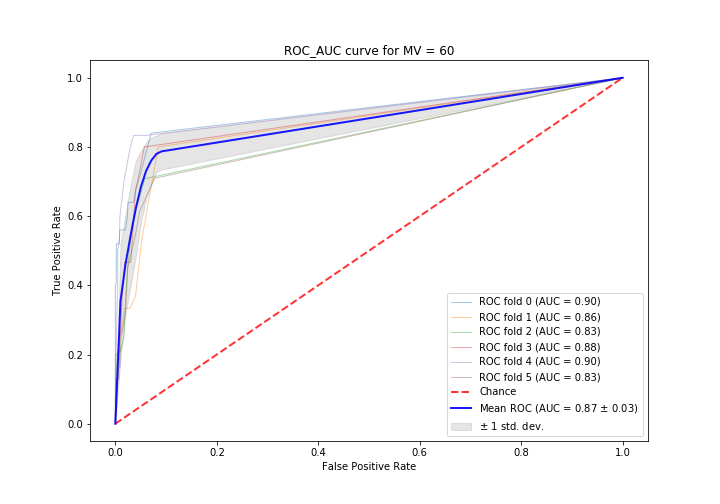 ROC_AUC curve for MV = 60
True Positive Rate
1.0
0.8
0.6
0.4
0.2
0.0
ROC fold 0 (AUC = 0.90)
ROC fold 1 (AUC = 0.86)
ROC fold 2 (AUC = 0.83)
ROC fold 3 (AUC = 0.88)
ROC fold 4 (AUC = 0.90)
ROC fold 5 (AUC = 0.83)
Chance
Mean ROC (AUC = 0.87 ± 0.03)
± 1 std. dev.
0.0 0.2 0.4 0.6 0.8 1.0
False Positive Rate